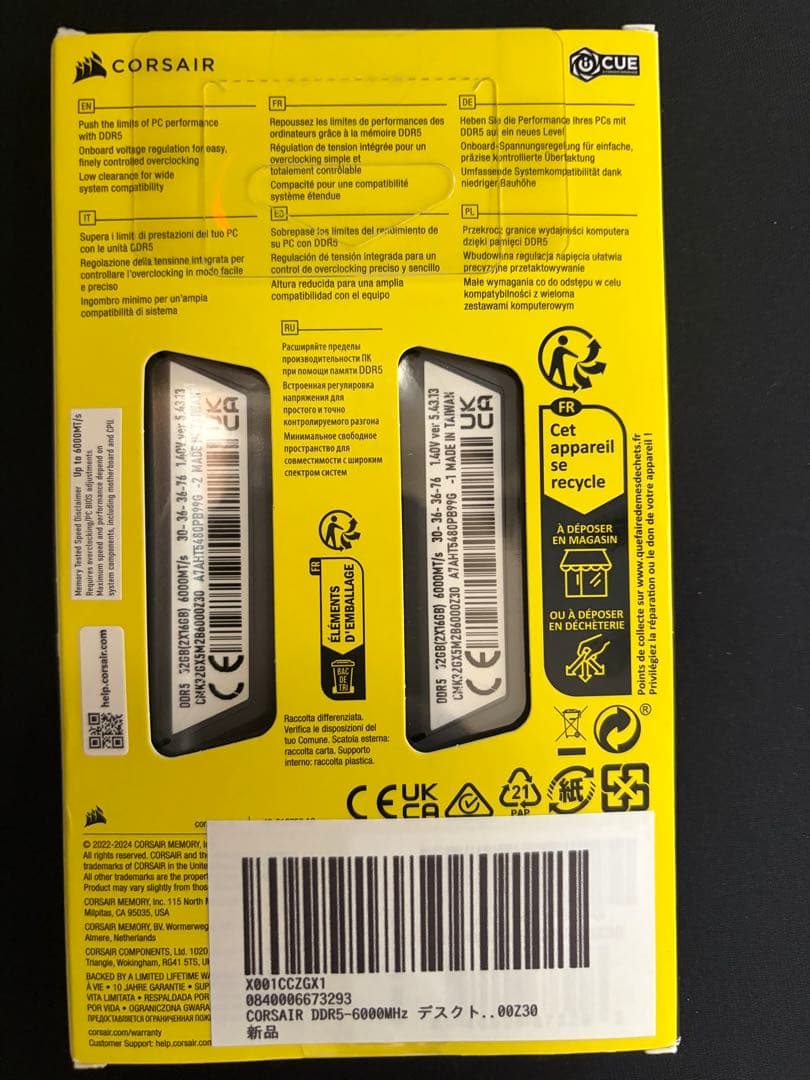 CORSAIR
iCUE
EN
Push the limits of PC performance
with DDR5
Onboard voltage regulation for easy,
finely controlled overclocking
Low clearance for wide
system compatibility
FR
Repoussez les limites de performances des
ordinateurs grâce à la mémoire DDR5
Régulation de tension intégrée pour un
overclocking simple et
totalement contrôlable
Compacité pour une compatibilité
système étendue
DE
Heben Sie die Performance Ihres PCs mit
DDR5 auf ein neues Level
Onboard-Spannungsregelung für einfache,
präzise kontrollierte Übertaktung
Umfassende Systemkompatibilität dank
niedriger Bauhöhe
IT
Supera i limiti di prestazioni del tuo PC
con le unità DDR5
Regolazione della tensione integrata per
controllare l'overclocking in modo facile
e preciso
Ingombro minimo per un'ampia
compatibilità di sistema
ES
Sobrepase los límites del rendimiento de
su PC con DDR5
Regulación de tensión integrada para un
control de overclocking preciso y sencillo
Altura reducida para una amplia
compatibilidad con el equipo
PL
Przekrocz granice wydajności komputera
dzięki pamięci DDR5
Wbudowana regulacja napięcia ułatwia
precyzyjne przetaktowywanie
Małe wymagania co do odstępu w celu
kompatybilności z wieloma
zestawami komputerowym
RU
Расширяйте пределы
производительности ПК
при помощи памяти DDR5
Встроенная регулировка
напряжения для
простого и точно
контролируемого разгона
Минимальное свободное
пространство для
совместимости с широким
спектром систем
Memory Tested Speed Disclaimer Up to 6000MT/s
Requires overclocking/PC BIOS adjustments.
Maximum speed and performance depend on
system components, including motherboard and CPU
help.corsair.com
DDR5 32GB(2X16GB) 6000MT/s 30-36-36-76 1.40V ver 5.43.13
CMK32GX5M2B6000Z30 A7AHT5480PB99G -2 MADE IN TAIWAN
CE
UK
CA
DDR5 32GB(2X16GB) 6000MT/s 30-36-36-76 1.40V ver 5.43.13
CMK32GX5M2B6000Z30 A7AHT5480PB99G -1 MADE IN TAIWAN
CE
UK
CA
FR
ÉLÉMENTS
D'EMBALLAGE
BAC
DE
TRI
Raccolta differenziata.
Verifica le disposizioni del
tuo Comune. Scatola esterna:
raccolta carta. Supporto
interno: raccolta plastica.
FR
Cet
appareil
se
recycle
À DÉPOSER
EN MAGASIN
OU À DÉPOSER
EN DÉCHÈTERIE
Points de collecte sur www.quefairedemesdechets.fr
Privilégiez la réparation ou le don de votre appareil !
®
CE
UK
CA
21
PAP
紙
© 2022-2024 CORSAIR MEMORY,
All rights reserved. CORSAIR and the
trademarks of CORSAIR in the United
All other trademarks are the
Product may vary slightly from
CORSAIR MEMORY, Inc. 115 North
Milpitas, CA 95035, USA
CORSAIR MEMORY, BV. Wormerweg
Almere, Netherlands
CORSAIR COMPONENTS, Ltd. 1020
Triangle, Wokingham, RG41 5TS,
BACKED BY A LIMITED LIFETIME
À VIE • 10 JAHRE GARANTIE •
VITA LIMITATA • RESPALDADA POR
POR VIDA • OGRANICZONA
ПРЕДОСТАВЛЯЕТСЯ ОГРАНИЧЕННАЯ
corsair.com/warranty
Customer Support: help.corsair.com
X001CCZGX1
0840006673293
CORSAIR DDR5-6000MHz デスクト..00Z30
新品